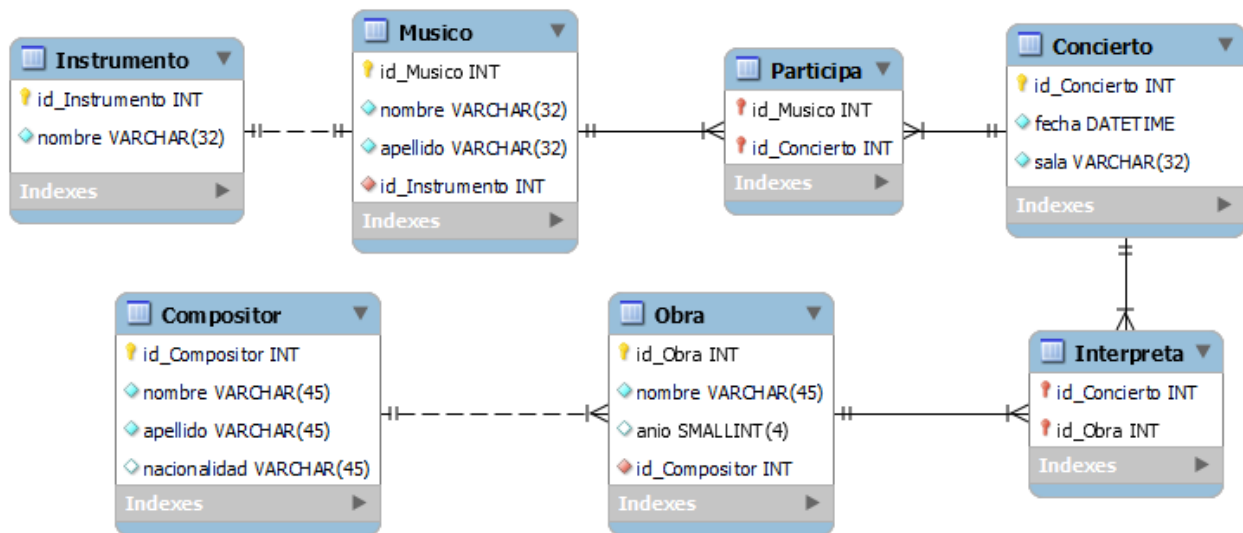 Instrumento
id_Instrumento INT
nombre VARCHAR(32)
Indexes
Musico
id_Musico INT
nombre VARCHAR(32)
apellido VARCHAR(32)
id_Instrumento INT
Indexes
Participa
id_Musico INT
id_Concierto INT
Indexes
Concierto
id_Concierto INT
fecha DATETIME
sala VARCHAR(32)
Indexes
Compositor
id_Compositor INT
nombre VARCHAR(45)
apellido VARCHAR(45)
nacionalidad VARCHAR(45)
Indexes
Obra
id_Obra INT
nombre VARCHAR(45)
anio SMALLINT(4)
id_Compositor INT
Indexes
Interpreta
id_Concierto INT
id_Obra INT
Indexes